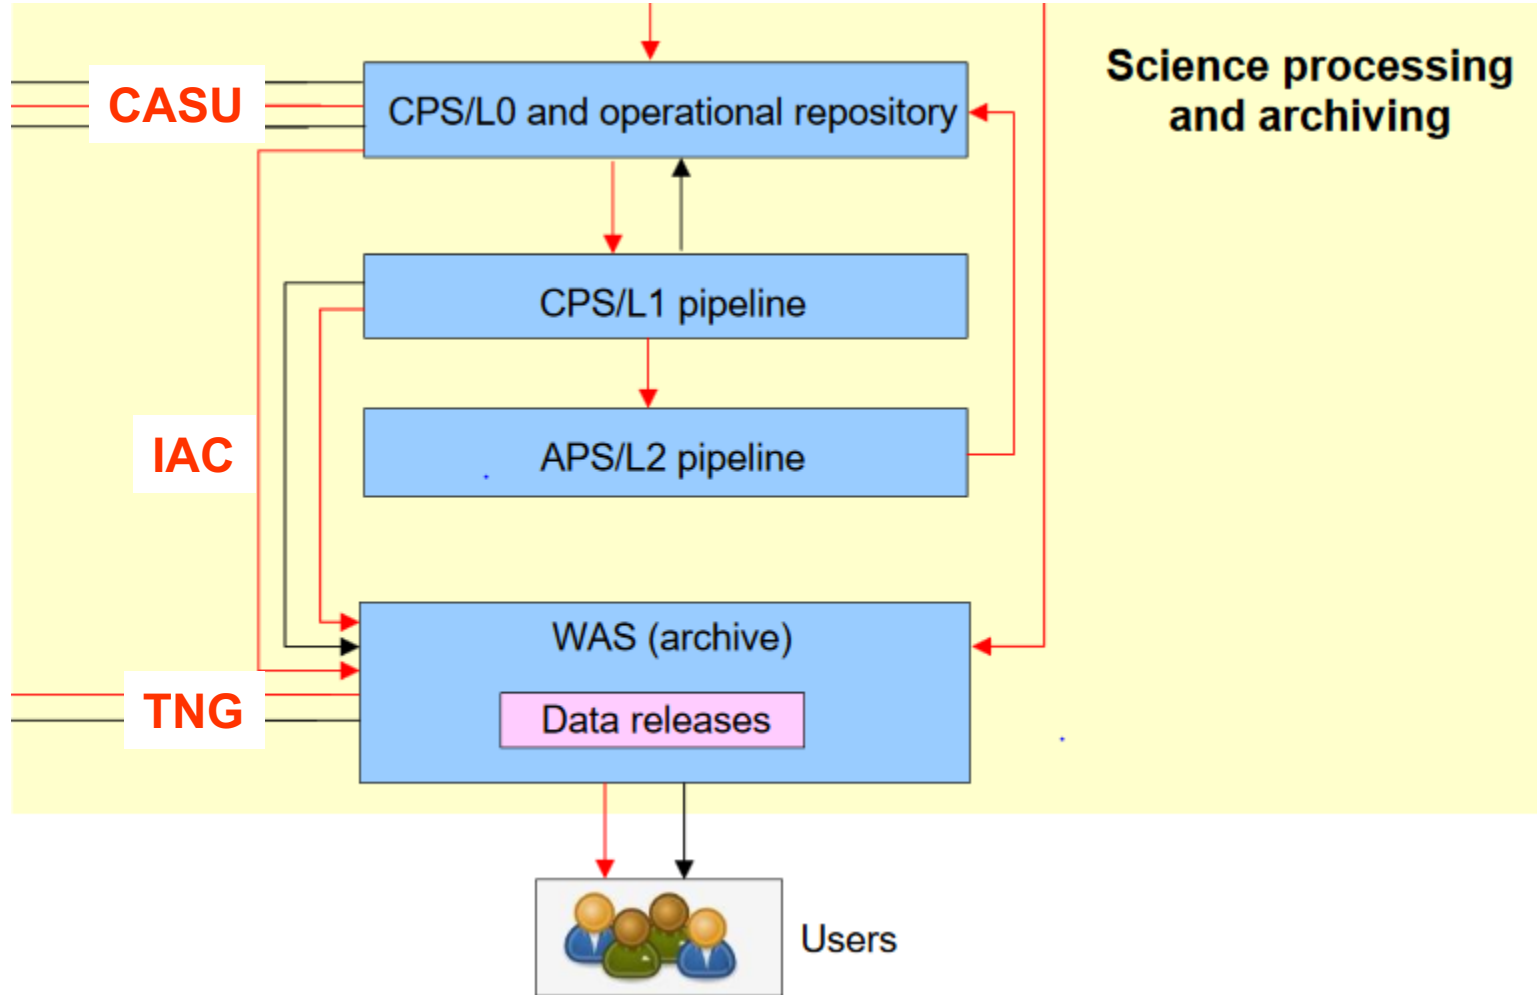 Science processing
and archiving
CASU
CPS/L0 and operational repository
CPS/L1 pipeline
IAC
APS/L2 pipeline
WAS (archive)
TNG
Data releases
Users